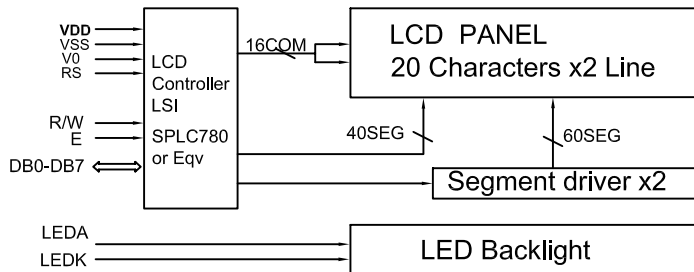 VDD
VSS
V0
RS
R/W
E
DB0-DB7
LCD
Controller
LSI
SPLC780
or Eqv
16COM
LCD PANEL
20 Characters x2 Line
40SEG
60SEG
Segment driver x2
LEDA
LEDK
LED Backlight